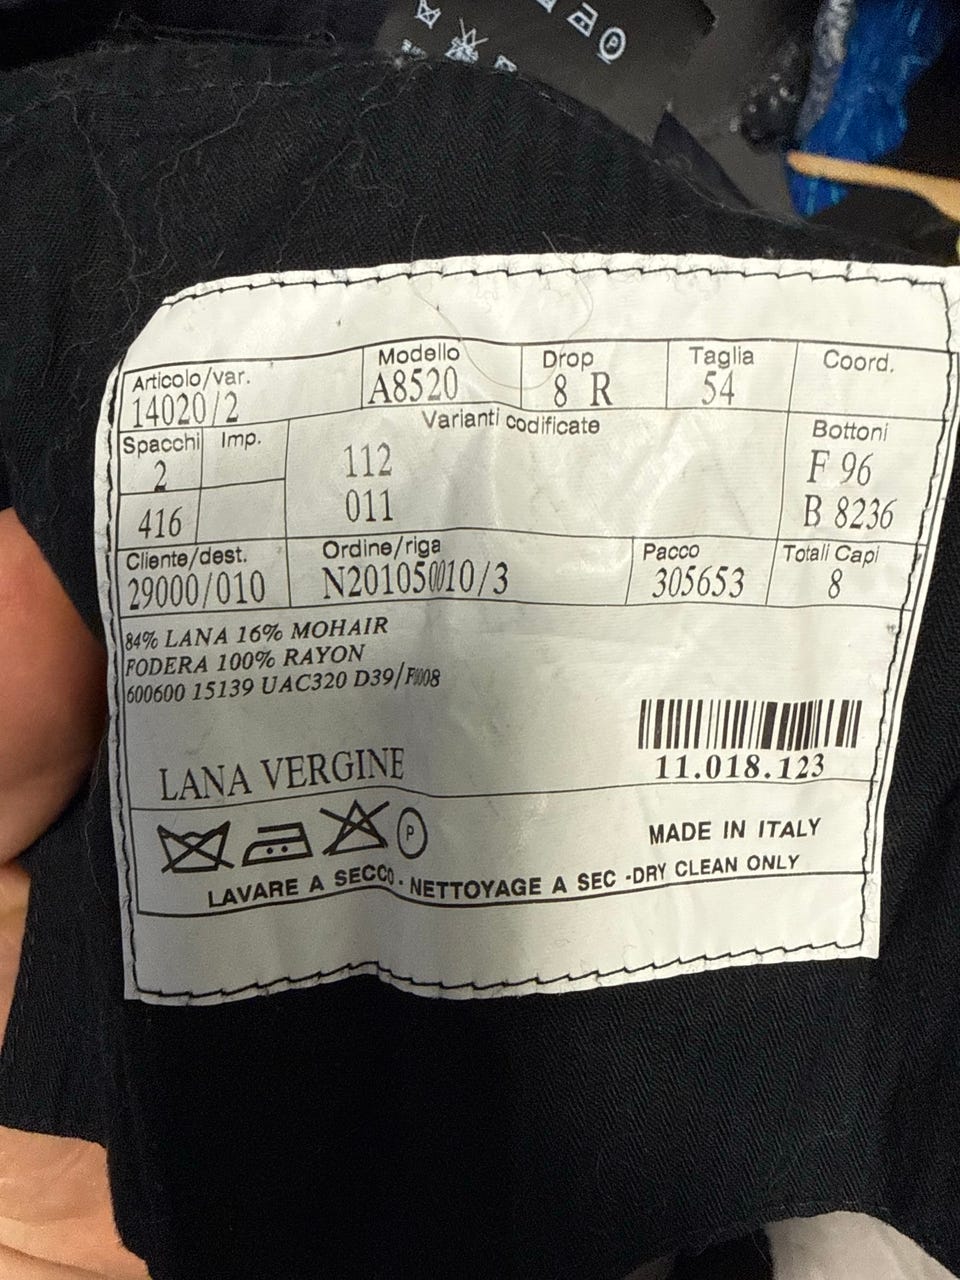 Articolo/var. Modello Drop Taglia Coord.
14020/2 A8520 8 R 54
Spacchi Imp. Varianti codificate Bottoni
2 112 F 96
416 011 B 8236
Cliente/dest. Ordine/riga Pacco Totali Capi
29000/010 N201050010/3 305653 8
84% LANA 16% MOHAIR
FODERA 100% RAYON
600600 15139 UAC320 D39/
LANA VERGINE
11.018.123
P
MADE IN ITALY
LAVARE A SECCO - NETTOYAGE A SEC - DRY CLEAN ONLY
P